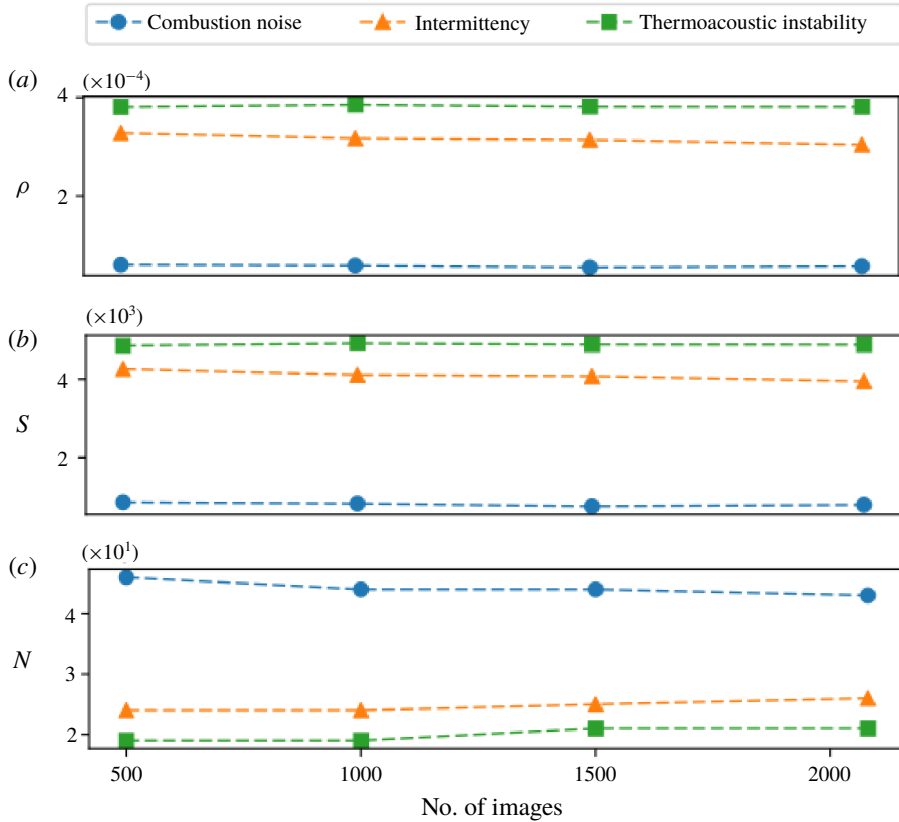 Combustion noise Intermittency Thermoacoustic instability
(a) (×10⁻⁴)
4
ρ
2
(b) (×10³)
4
S
2
(c) (×10¹)
4
N
3
2
500 1000 1500 2000
No. of images